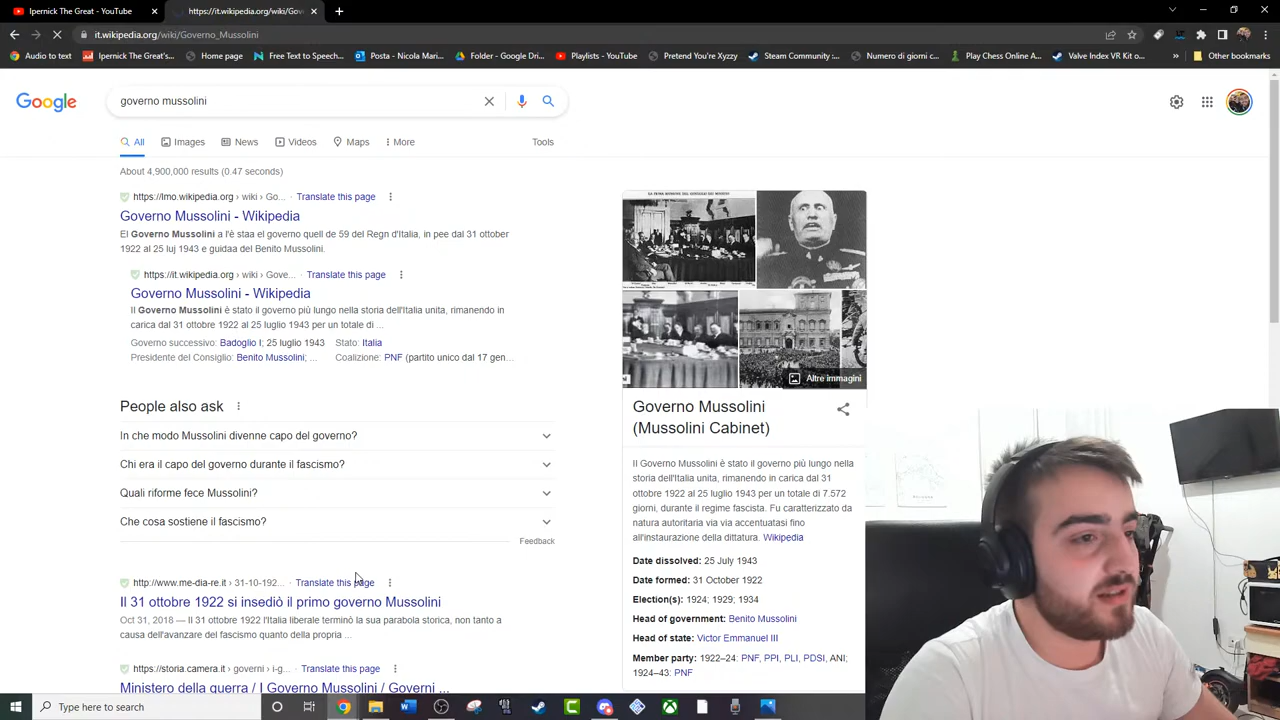 Ipernick The Great - YouTube
https://it.wikipedia.org/wiki/Gov
it.wikipedia.org/wiki/Governo_Mussolini
Audio to text
Ipernick The Great's...
Home page
Free Text to Speech...
Postin - Nicola Mari...
Folder - Google Dri...
Playlists - YouTube
Pretend You're Xyzzy
Steam Community ...
Numero di giorni c...
Play Chess Online A...
Valve Index VR Kit o...
Other bookmarks
Google
governo mussolini
All
Images
News
Videos
Maps
More
Tools
About 4,900,000 results (0.47 seconds)
https://lmo.wikipedia.org › wiki › Go... · Translate this page
Governo Mussolini - Wikipedia
El Governo Mussolini a l'è staa el governo quell de 59 del Regn d'Italia, in pee dal 31 ottobre
1922 al 25 luj 1943 e guidaa del Benito Mussolini.
https://it.wikipedia.org › wiki › Gove... · Translate this page
Governo Mussolini - Wikipedia
Il Governo Mussolini è stato il governo più lungo nella storia dell'Italia unita, rimanendo in
carica dal 31 ottobre 1922 al 25 luglio 1943 per un totale di ...
Governo successivo: Badoglio I; 25 luglio 1943
Stato: Italia
Presidente del Consiglio: Benito Mussolini; ...
Coalizione: PNF (partito unico dal 17 gen...
People also ask
In che modo Mussolini divenne capo del governo?
Chi era il capo del governo durante il fascismo?
Quali riforme fece Mussolini?
Che cosa sostiene il fascismo?
Feedback
http://www.me-dia-re.it › 31-10-192... · Translate this page
Il 31 ottobre 1922 si insediò il primo governo Mussolini
Oct 31, 2018 — Il 31 ottobre 1922 l'Italia liberale terminò la sua parabola storica, non tanto a
causa dell'avanzare del fascismo quanto della propria ...
https://storia.camera.it › governi › i-g... · Translate this page
Ministero della guerra / I Governo Mussolini / Governi ...
Altre immagini
Governo Mussolini
(Mussolini Cabinet)
Il Governo Mussolini è stato il governo più lungo nella
storia dell'Italia unita, rimanendo in carica dal 31
ottobre 1922 al 25 luglio 1943 per un totale di 7.572
giorni, durante il regime fascista. Fu caratterizzato da
natura autoritaria via via accentuatasi fino
all'instaurazione della dittatura. Wikipedia
Date dissolved: 25 July 1943
Date formed: 31 October 1922
Election(s): 1924; 1929; 1934
Head of government: Benito Mussolini
Head of state: Victor Emmanuel III
Member party: 1922–24: PNF, PPI, PLI, PDSI, ANI;
1924–43: PNF
Type here to search